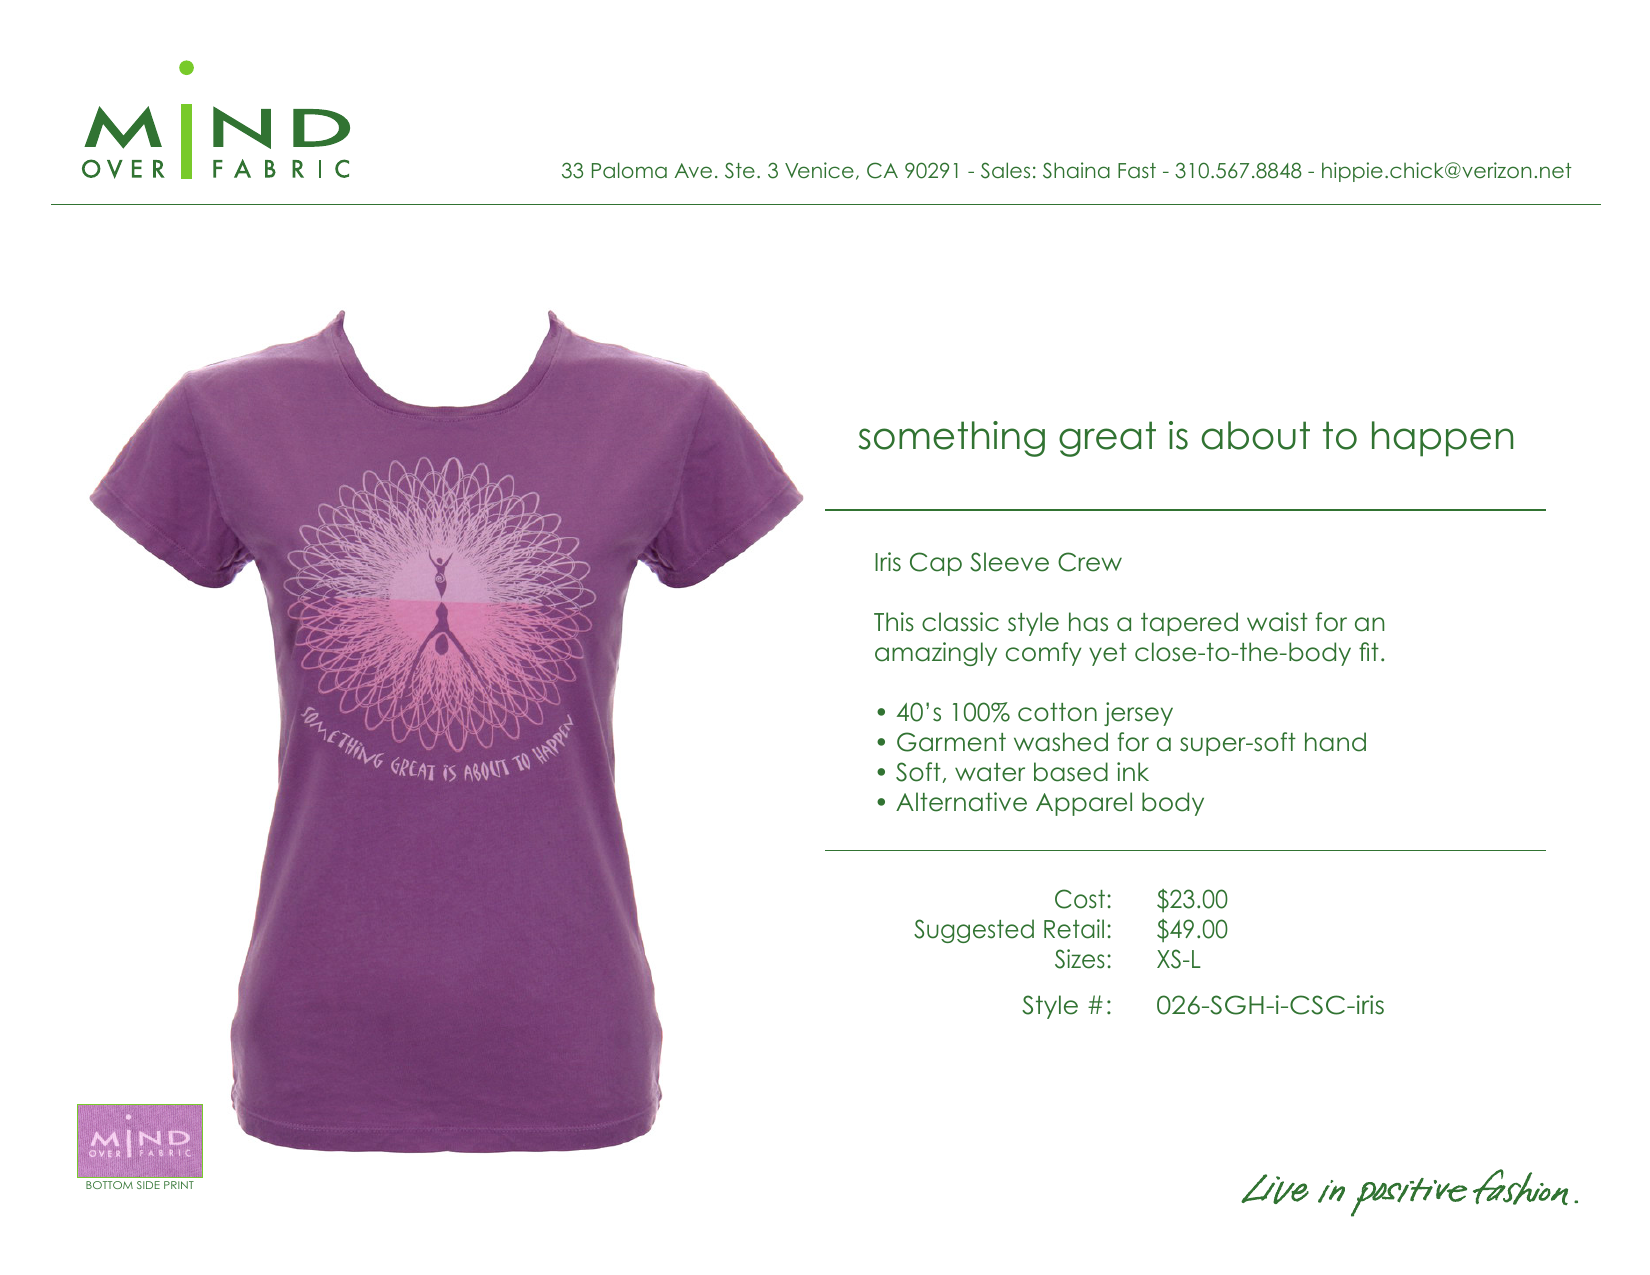 MiND
OVER FABRIC
33 Paloma Ave. Ste. 3 Venice, CA 90291 - Sales: Shaina Fast - 310.567.8848 - hippie.chick@verizon.net
something great is about to happen
Iris Cap Sleeve Crew
This classic style has a tapered waist for an
amazingly comfy yet close-to-the-body fit.
• 40’s 100% cotton jersey
• Garment washed for a super-soft hand
• Soft, water based ink
• Alternative Apparel body
Cost: $23.00
Suggested Retail: $49.00
Sizes: XS-L
Style #: 026-SGH-i-CSC-iris
SOMETHiNG GREAT iS ABOUT TO HAPPEN
MiND
OVER FABRIC
BOTTOM SIDE PRINT
Live in positive fashion.